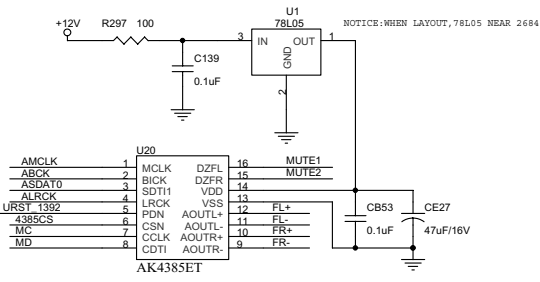 U1
+12V R297 100 78L05 NOTICE:WHEN LAYOUT,78L05 NEAR 2684
3 IN OUT 1
GND
C139
0.1uF
2
U20
AMCLK 1 MCLK DZFL 16 MUTE1
ABCK 2 BICK DZFR 15 MUTE2
ASDAT0 3 SDTI1 VDD 14
ALRCK 4 LRCK VSS 13
URST_1392 5 PDN AOUTL+ 12 FL+
4385CS 6 CSN AOUTL- 11 FL-
MC 7 CCLK AOUTR+ 10 FR+
MD 8 CDTI AOUTR- 9 FR-
AK4385ET
CB53 CE27
0.1uF 47uF/16V